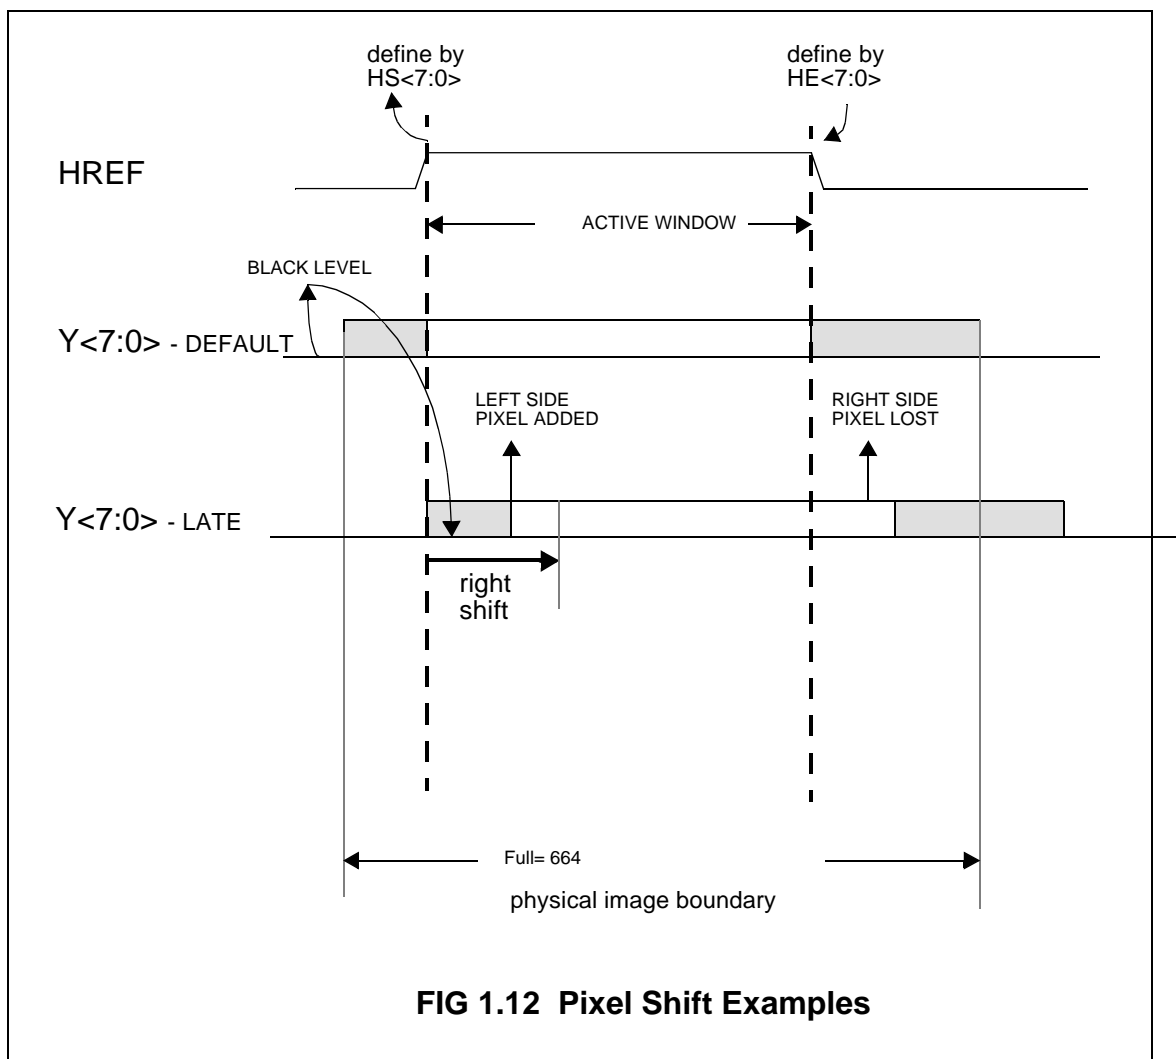 define by
HS<7:0>
define by
HE<7:0>
HREF
ACTIVE WINDOW
BLACK LEVEL
Y<7:0> - DEFAULT
LEFT SIDE
PIXEL ADDED
RIGHT SIDE
PIXEL LOST
Y<7:0> - LATE
right
shift
Full= 664
physical image boundary
FIG 1.12 Pixel Shift Examples